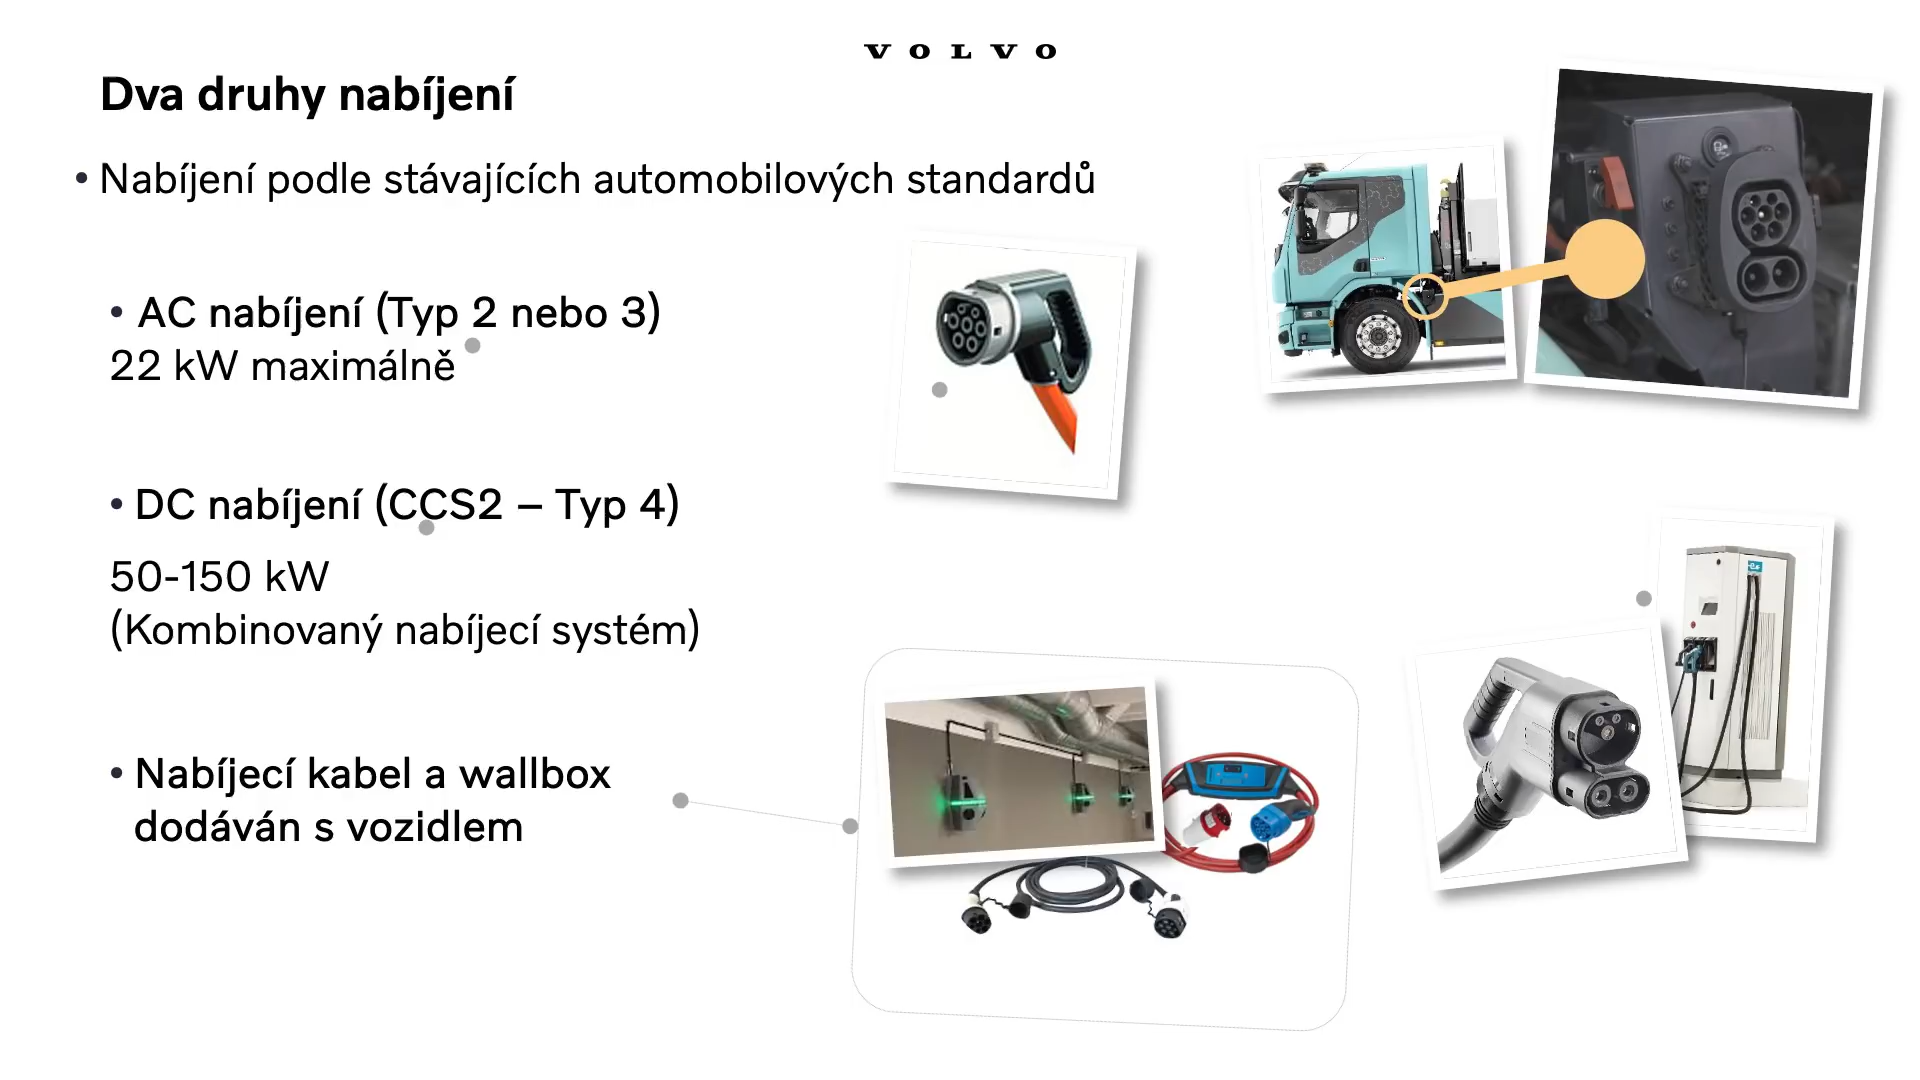 VOLVO
Dva druhy nabíjení
• Nabíjení podle stávajících automobilových standardů
• AC nabíjení (Typ 2 nebo 3)
22 kW maximálně
• DC nabíjení (CCS2 – Typ 4)
50-150 kW
(Kombinovaný nabíjecí systém)
• Nabíjecí kabel a wallbox
dodáván s vozidlem